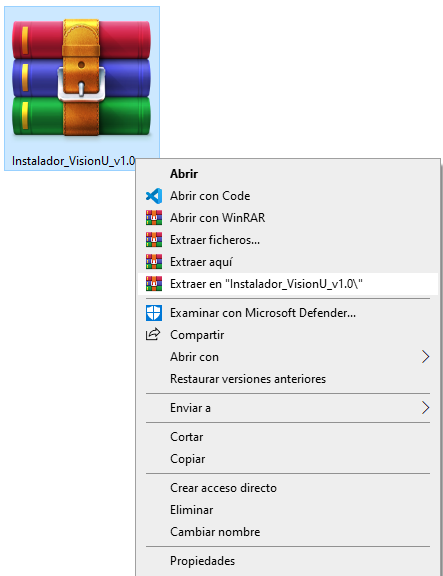 Instalador_VisionU_v1.0
Abrir
Abrir con Code
Abrir con WinRAR
Extraer ficheros...
Extraer aquí
Extraer en "Instalador_VisionU_v1.0\"
Examinar con Microsoft Defender...
Compartir
Abrir con
Restaurar versiones anteriores
Enviar a
Cortar
Copiar
Crear acceso directo
Eliminar
Cambiar nombre
Propiedades